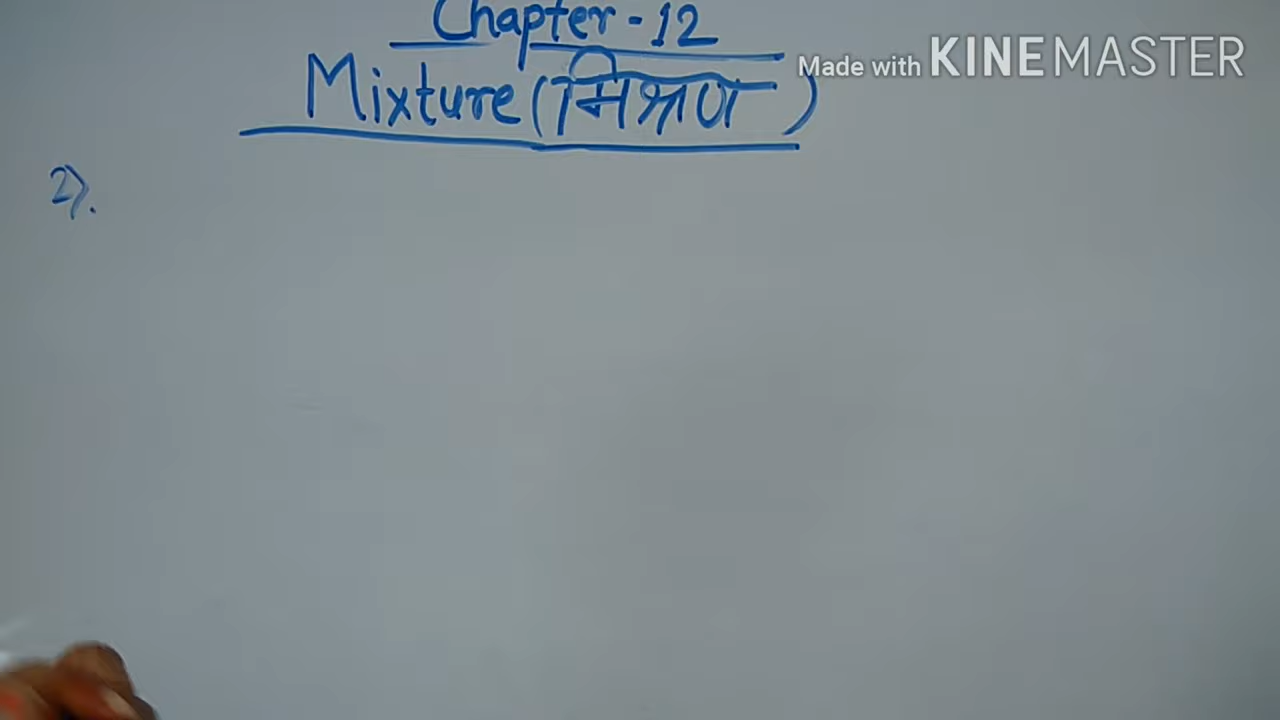 Chapter - 12
Made with KINEMASTER
Mixture (मिश्रण)
2).